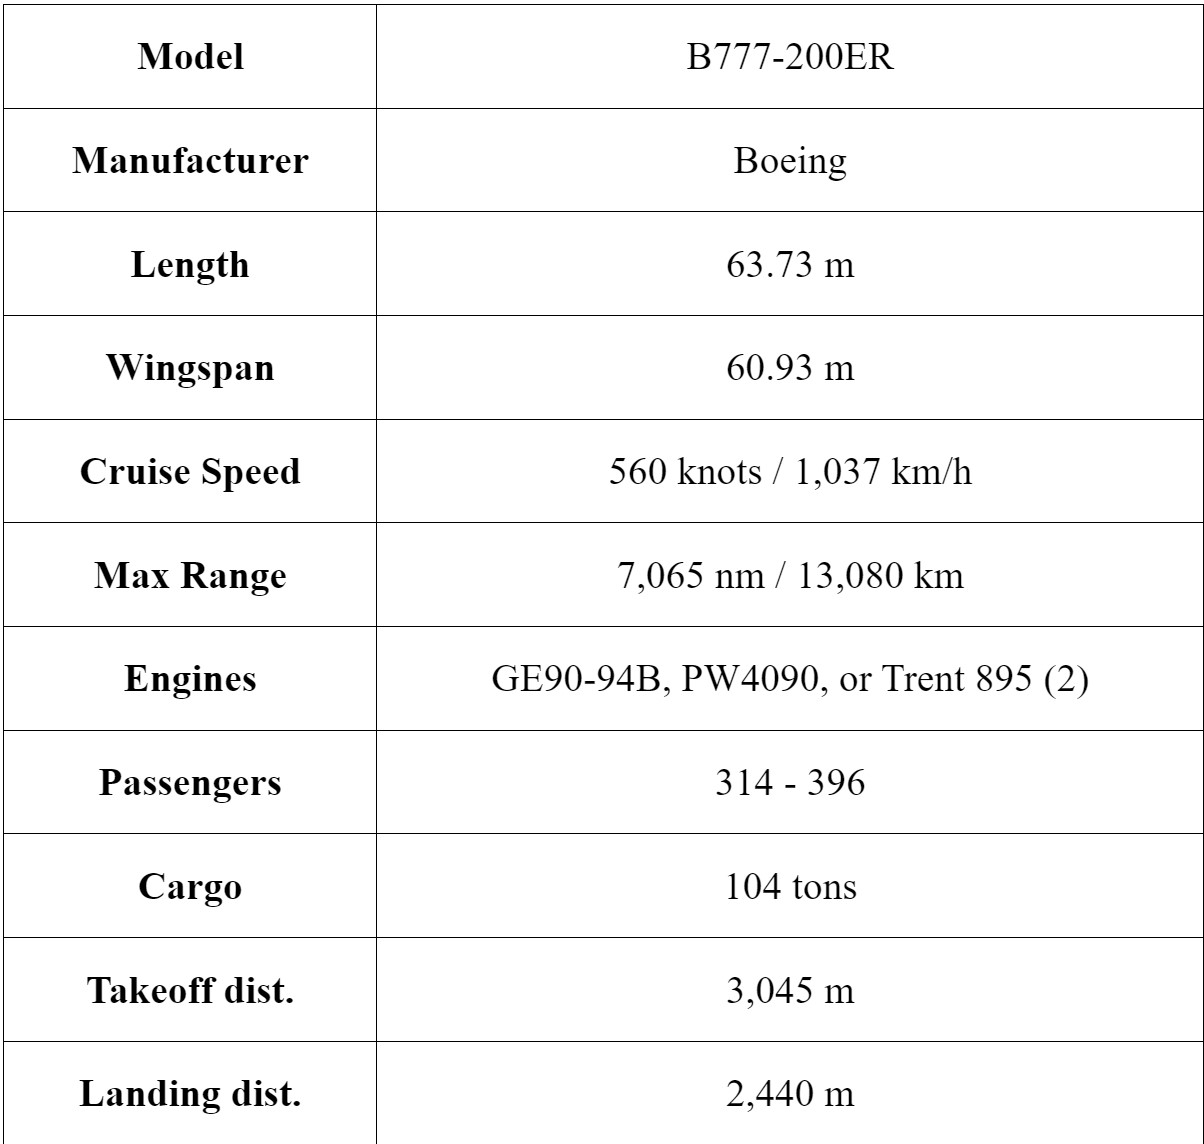 Model B777-200ER
Manufacturer Boeing
Length 63.73 m
Wingspan 60.93 m
Cruise Speed 560 knots / 1,037 km/h
Max Range 7,065 nm / 13,080 km
Engines GE90-94B, PW4090, or Trent 895 (2)
Passengers 314 - 396
Cargo 104 tons
Takeoff dist. 3,045 m
Landing dist. 2,440 m